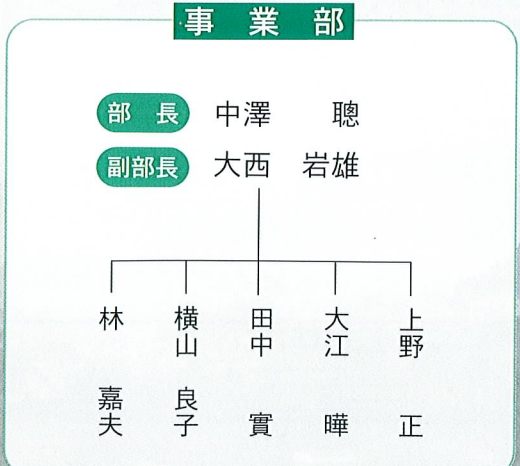 事業部
部長 中澤 聰
副部長 大西 岩雄
上野 正
大江 曄
田中 實
横山 良子
林 嘉夫